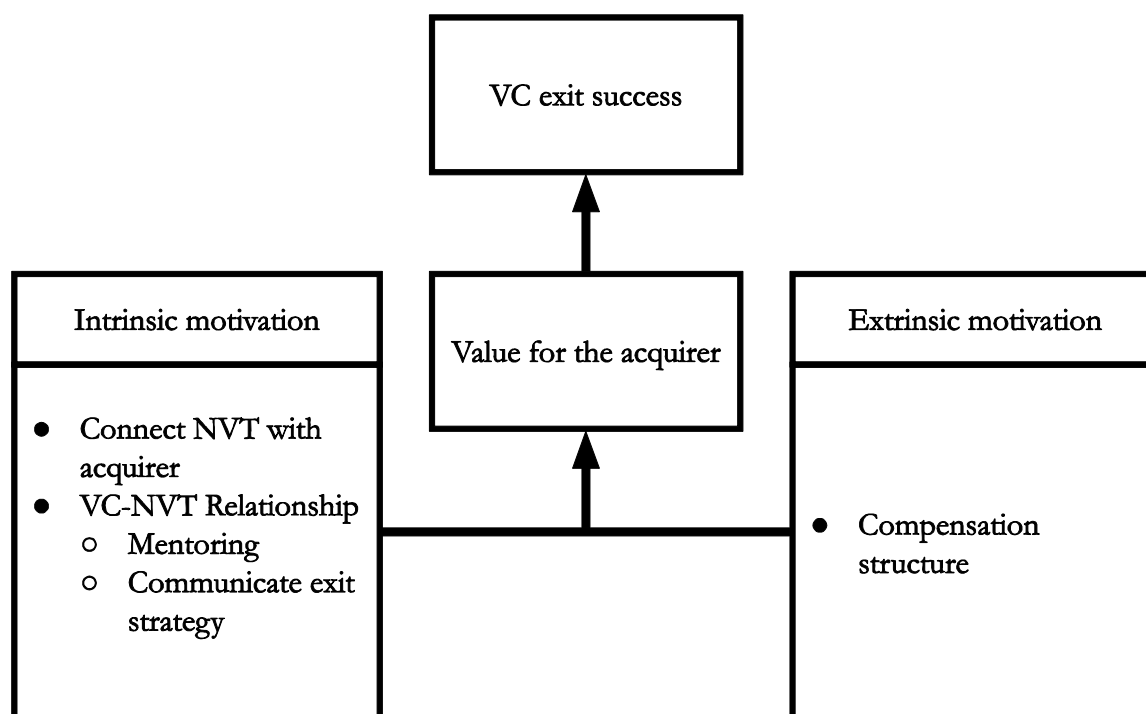 VC exit success
Intrinsic motivation
● Connect NVT with
acquirer
● VC-NVT Relationship
○ Mentoring
○ Communicate exit
strategy
Value for the acquirer
Extrinsic motivation
● Compensation
structure